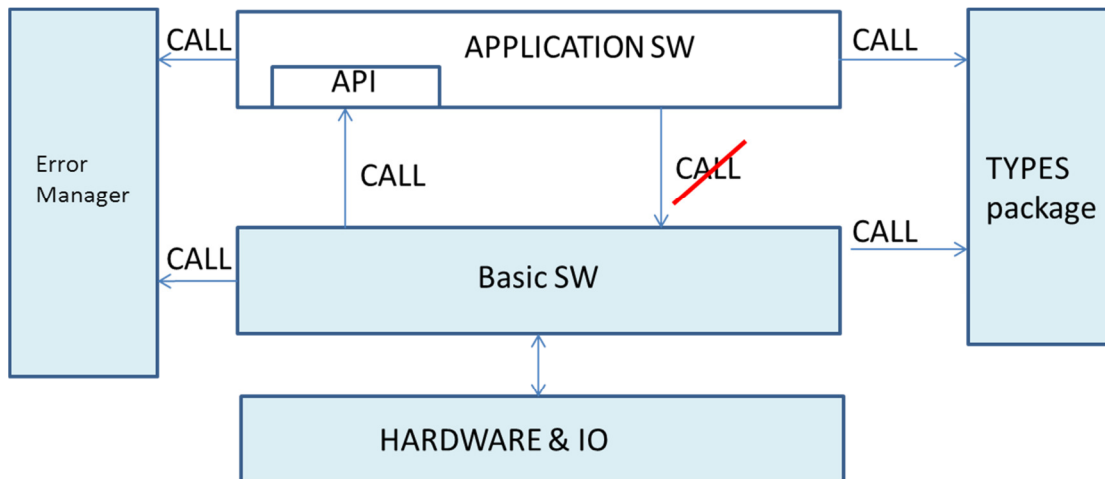 CALL
APPLICATION SW
CALL
API
Error
Manager
CALL
CALL
TYPES
package
CALL
CALL
Basic SW
HARDWARE & IO